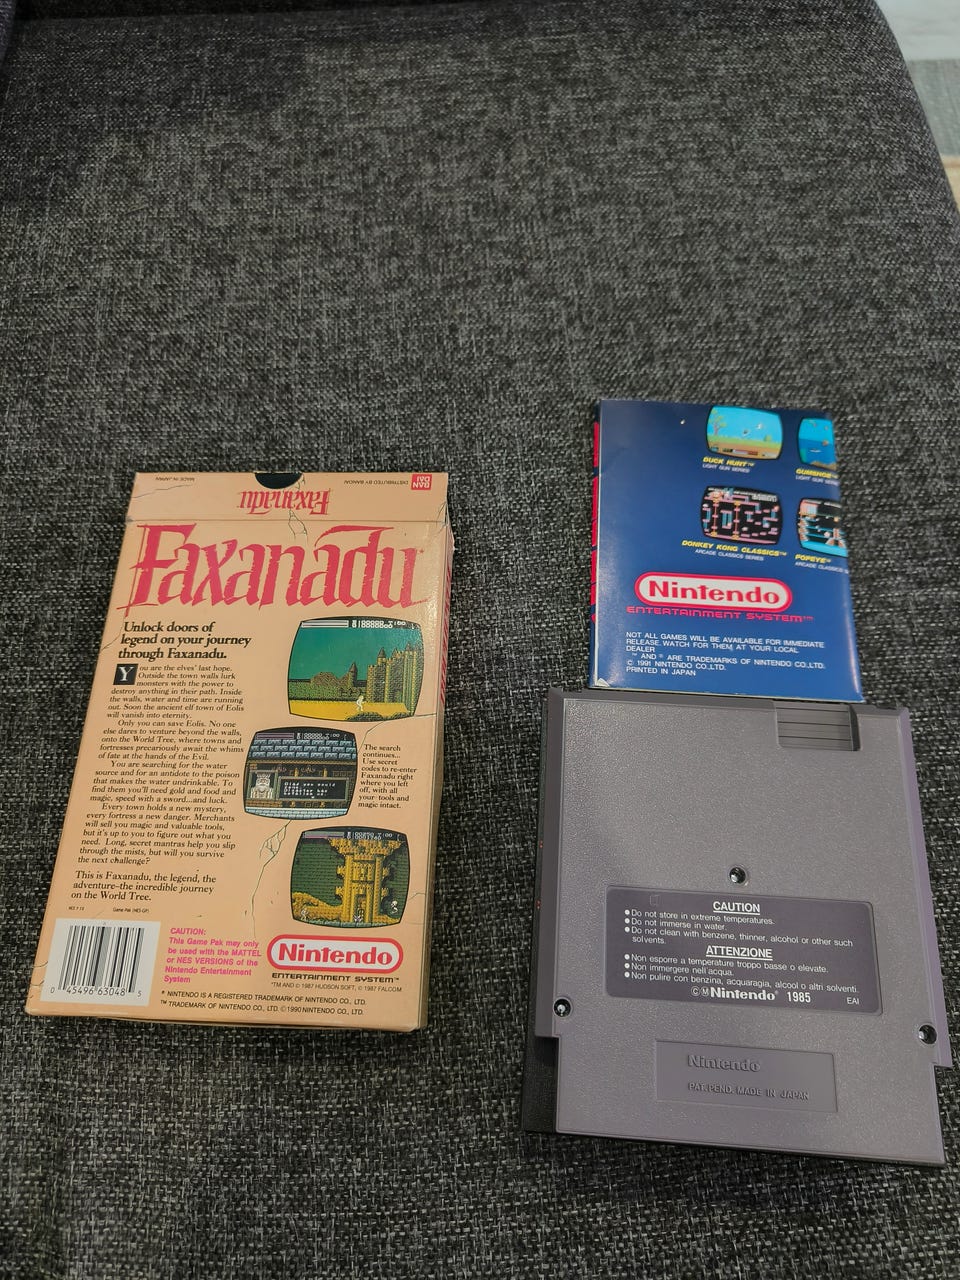 MADE IN JAPAN
DISTRIBUTED BY BANDAI
BAN
DAI
Faxanadu
Faxanadu
Unlock doors of
legend on your journey
through Faxanadu.
You are the elves' last hope.
Outside the town walls lurk
monsters with the power to
destroy anything in their path. Inside
the walls, water and time are running
out. Soon the ancient elf town of Eolis
will vanish into eternity.
Only you can save Eolis. No one
else dares to venture beyond the walls,
onto the World Tree, where towns and
fortresses precariously await the whims
of fate at the hands of the Evil.
You are searching for the water
source and for an antidote to the poison
that makes the water undrinkable. To
find them you'll need gold and food and
magic, speed with a sword...and luck.
Every town holds a new mystery,
every fortress a new danger. Merchants
will sell you magic and valuable tools,
but it's up to you to figure out what you
need. Long, secret mantras help you slip
through the mists, but will you survive
the next challenge?
This is Faxanadu, the legend, the
adventure–the incredible journey
on the World Tree.
The search
continues...
Use secret
codes to re-enter
Faxanadu right
where you left
off, with all
your tools and
magic intact.
Game Pak (NES-GP)
0 45496 63048 5
CAUTION:
This Game Pak may only
be used with the MATTEL
or NES VERSIONS of the
Nintendo Entertainment
System
Nintendo
ENTERTAINMENT SYSTEM™
™TM AND © 1987 HUDSON SOFT, © 1987 FALCOM
® NINTENDO IS A REGISTERED TRADEMARK OF NINTENDO CO., LTD.
™ TRADEMARK OF NINTENDO CO., LTD. ©1990 NINTENDO CO., LTD.
DUCK HUNT™
LIGHT GUN SERIES
GUMSHOE™
LIGHT GUN SERIES
DONKEY KONG CLASSICS™
ARCADE CLASSICS SERIES
POPEYE™
ARCADE CLASSICS
Nintendo
ENTERTAINMENT SYSTEM™
NOT ALL GAMES WILL BE AVAILABLE FOR IMMEDIATE
RELEASE. WATCH FOR THEM AT YOUR LOCAL
DEALER
™ AND ® ARE TRADEMARKS OF NINTENDO CO.,LTD.
© 1991 NINTENDO CO.,LTD.
PRINTED IN JAPAN
CAUTION
●Do not store in extreme temperatures.
●Do not immerse in water.
●Do not clean with benzene, thinner, alcohol or other such
solvents.
ATTENZIONE
●Non esporre a temperature troppo basse o elevate.
●Non immergere nell'acqua.
●Non pulire con benzina, acquaragia, alcool o altri solventi.
©Ⓜ Nintendo® 1985
EAI
Nintendo
PAT. PEND. MADE IN JAPAN